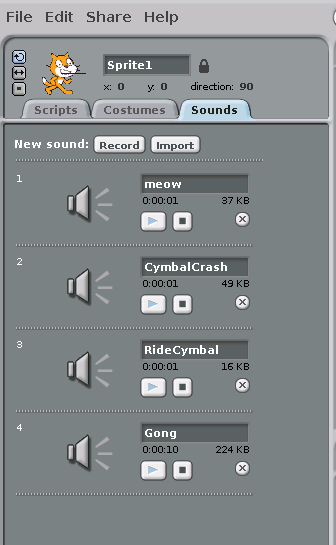 File Edit Share Help
Sprite1
x: 0 y: 0 direction: 90
Scripts Costumes Sounds
New sound: Record Import
1
meow
0:00:01 37 KB
2
CymbalCrash
0:00:01 49 KB
3
RideCymbal
0:00:01 16 KB
4
Gong
0:00:10 224 KB